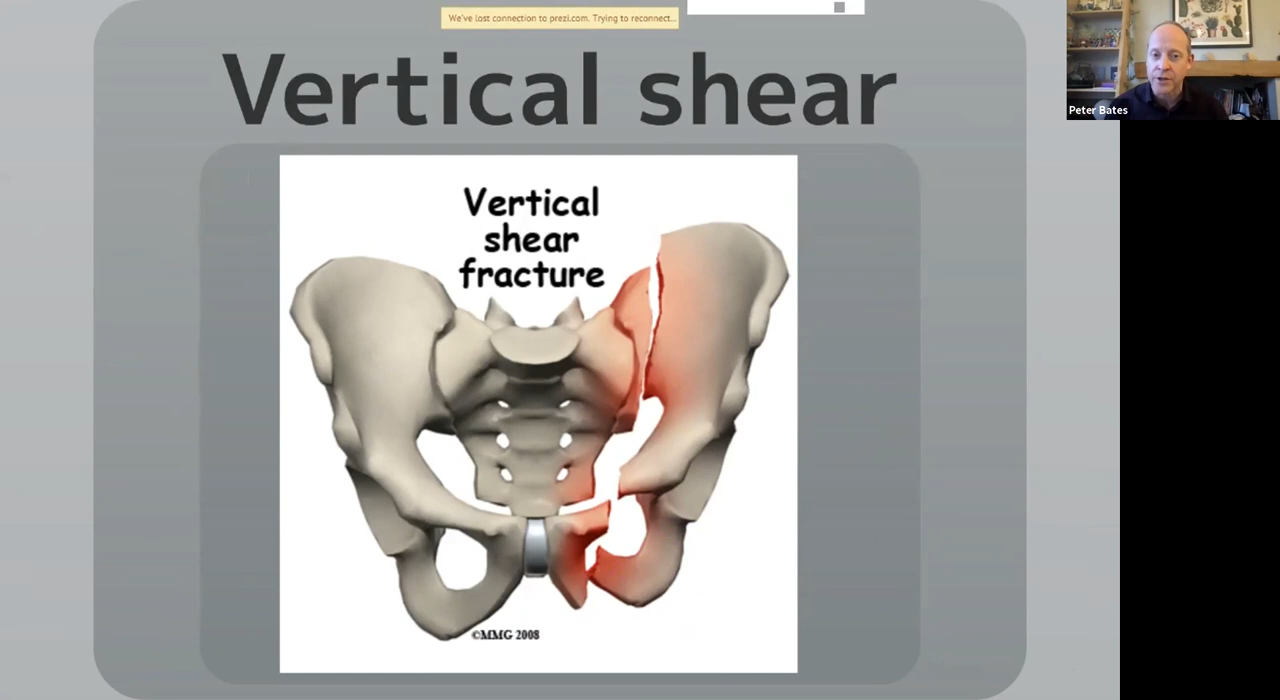 We've lost connection to prezi.com. Trying to reconnect...
Vertical shear
Peter Bates
Vertical
shear
fracture
©MMG 2008